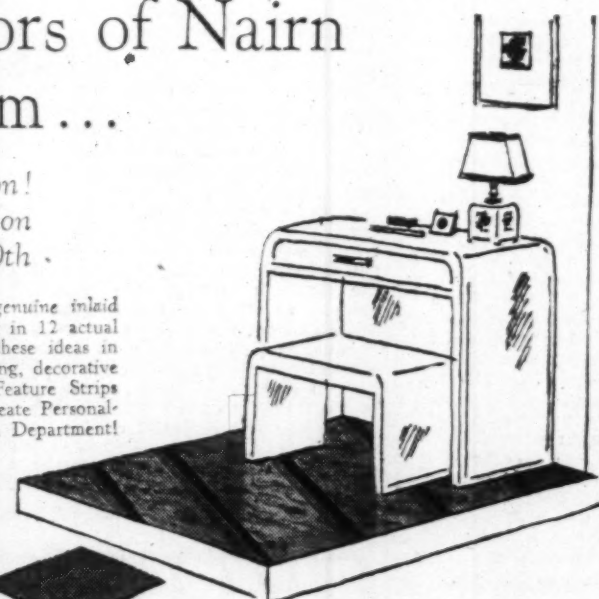 ors of Nairn
m...
n!
on
0th
genuine inlaid
in 12 actual
hese ideas in
ng, decorative
Feature Strips
eate Personal-
Department!